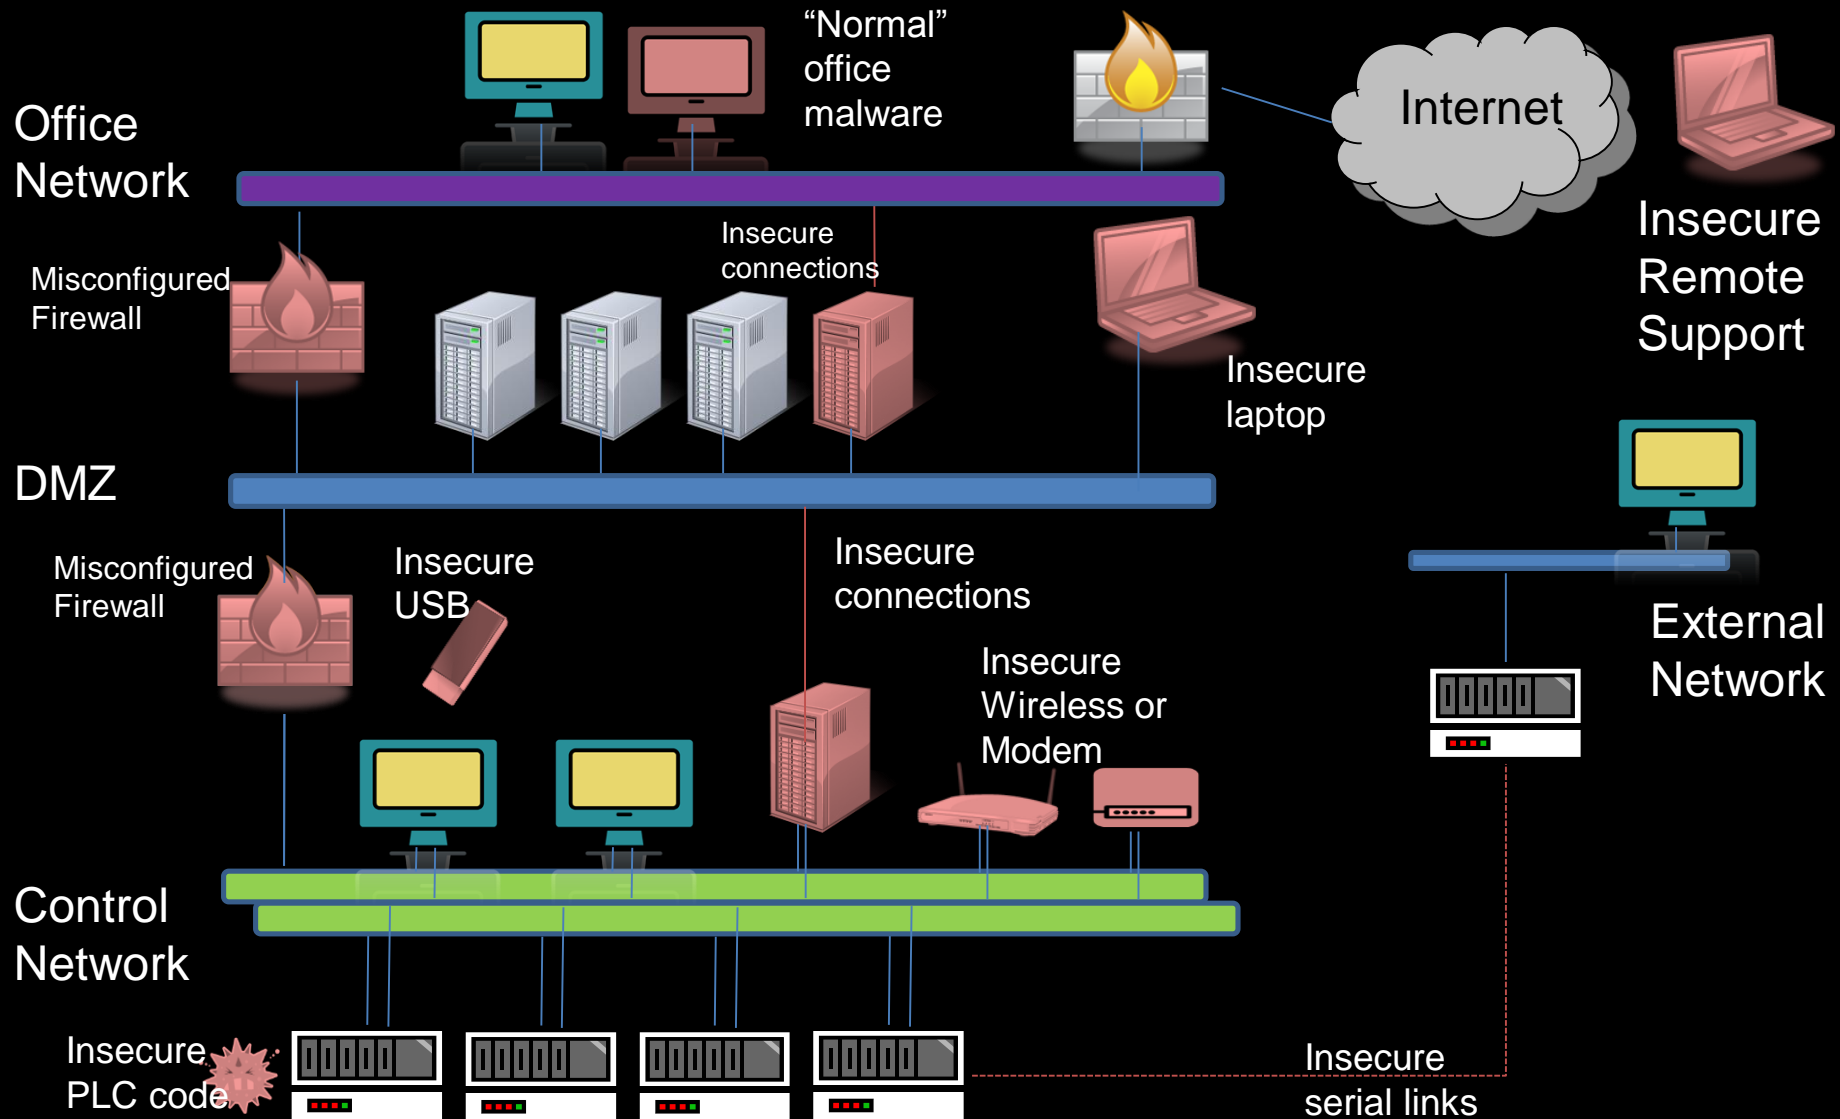 “Normal”
office
malware
Internet
Office
Network
Insecure
Remote
Support
Insecure
connections
Misconfigured
Firewall
Insecure
laptop
DMZ
Misconfigured
Firewall
Insecure
USB
Insecure
connections
External
Network
Insecure
Wireless or
Modem
Control
Network
Insecure
PLC code
Insecure
serial links